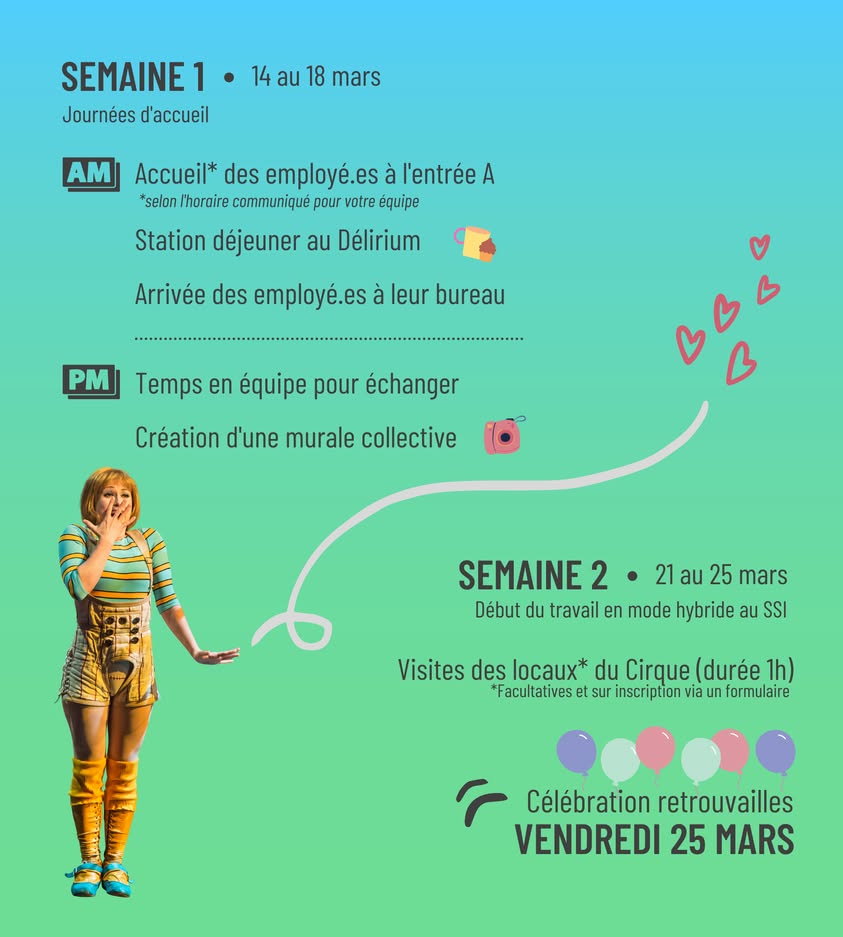 SEMAINE 1 • 14 au 18 mars
Journées d'accueil
AM
Accueil* des employé.es à l'entrée A
*selon l'horaire communiqué pour votre équipe
Station déjeuner au Délirium
Arrivée des employé.es à leur bureau
PM
Temps en équipe pour échanger
Création d'une murale collective
SEMAINE 2 • 21 au 25 mars
Début du travail en mode hybride au SSI
Visites des locaux* du Cirque (durée 1h)
*Facultatives et sur inscription via un formulaire
Célébration retrouvailles
VENDREDI 25 MARS